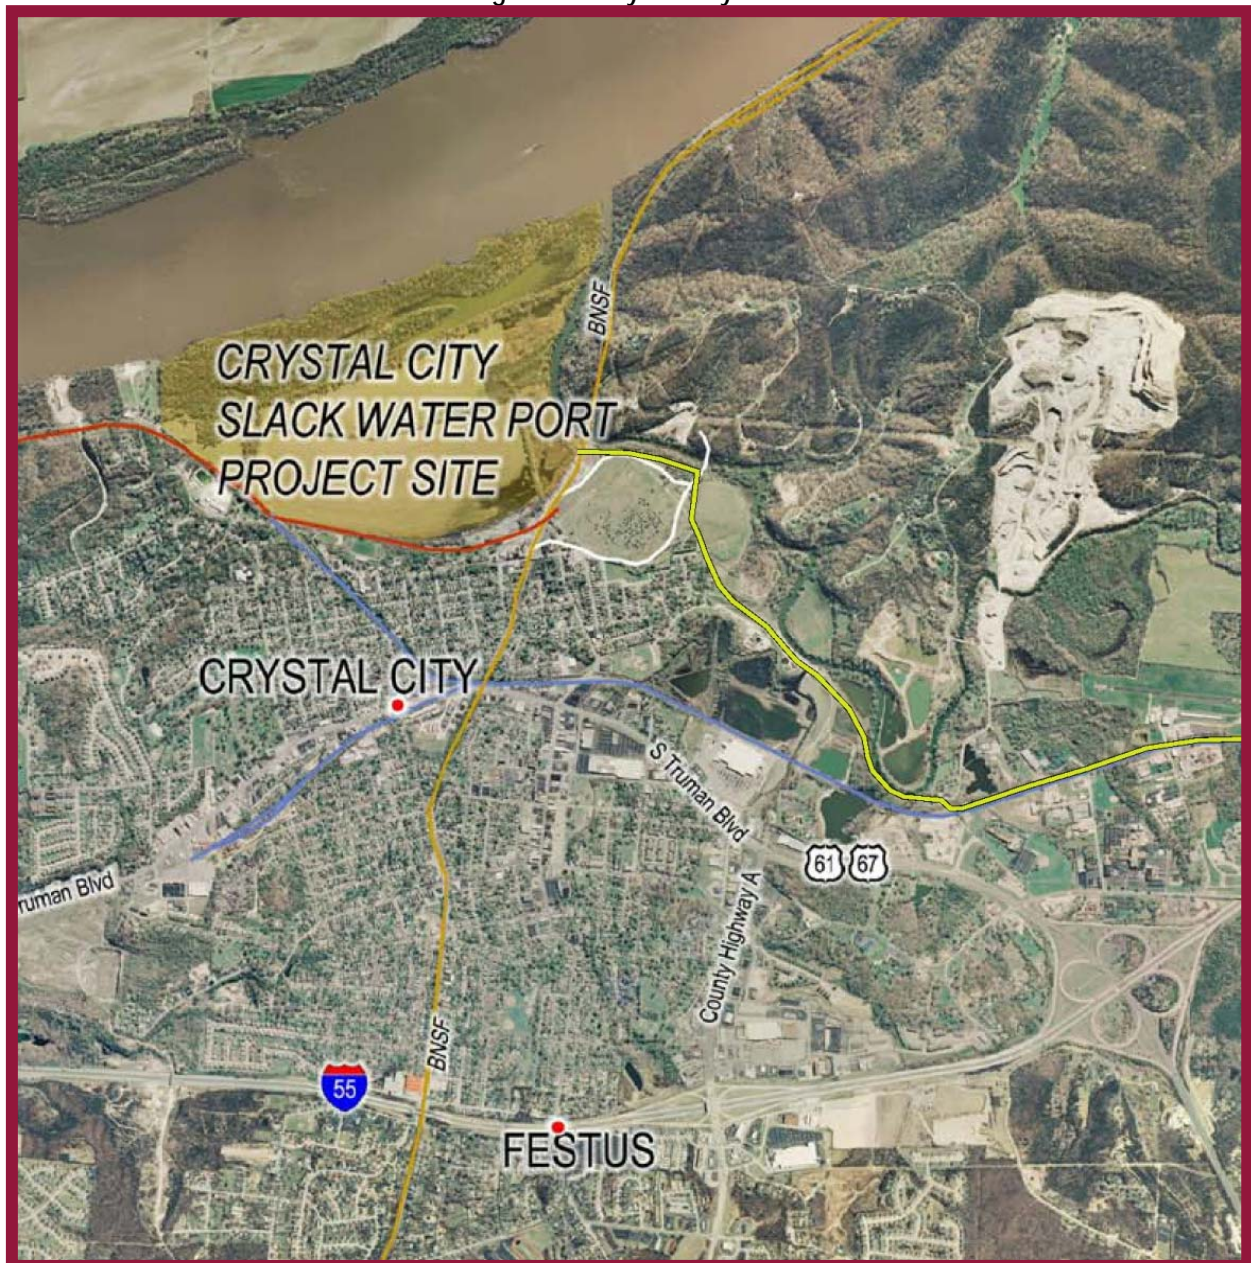 BNSF
CRYSTAL CITY
SLACK WATER PORT
PROJECT SITE
CRYSTAL CITY
S Truman Blvd
61 67
ruman Blvd
County Highway A
BNSF
55
FESTUS